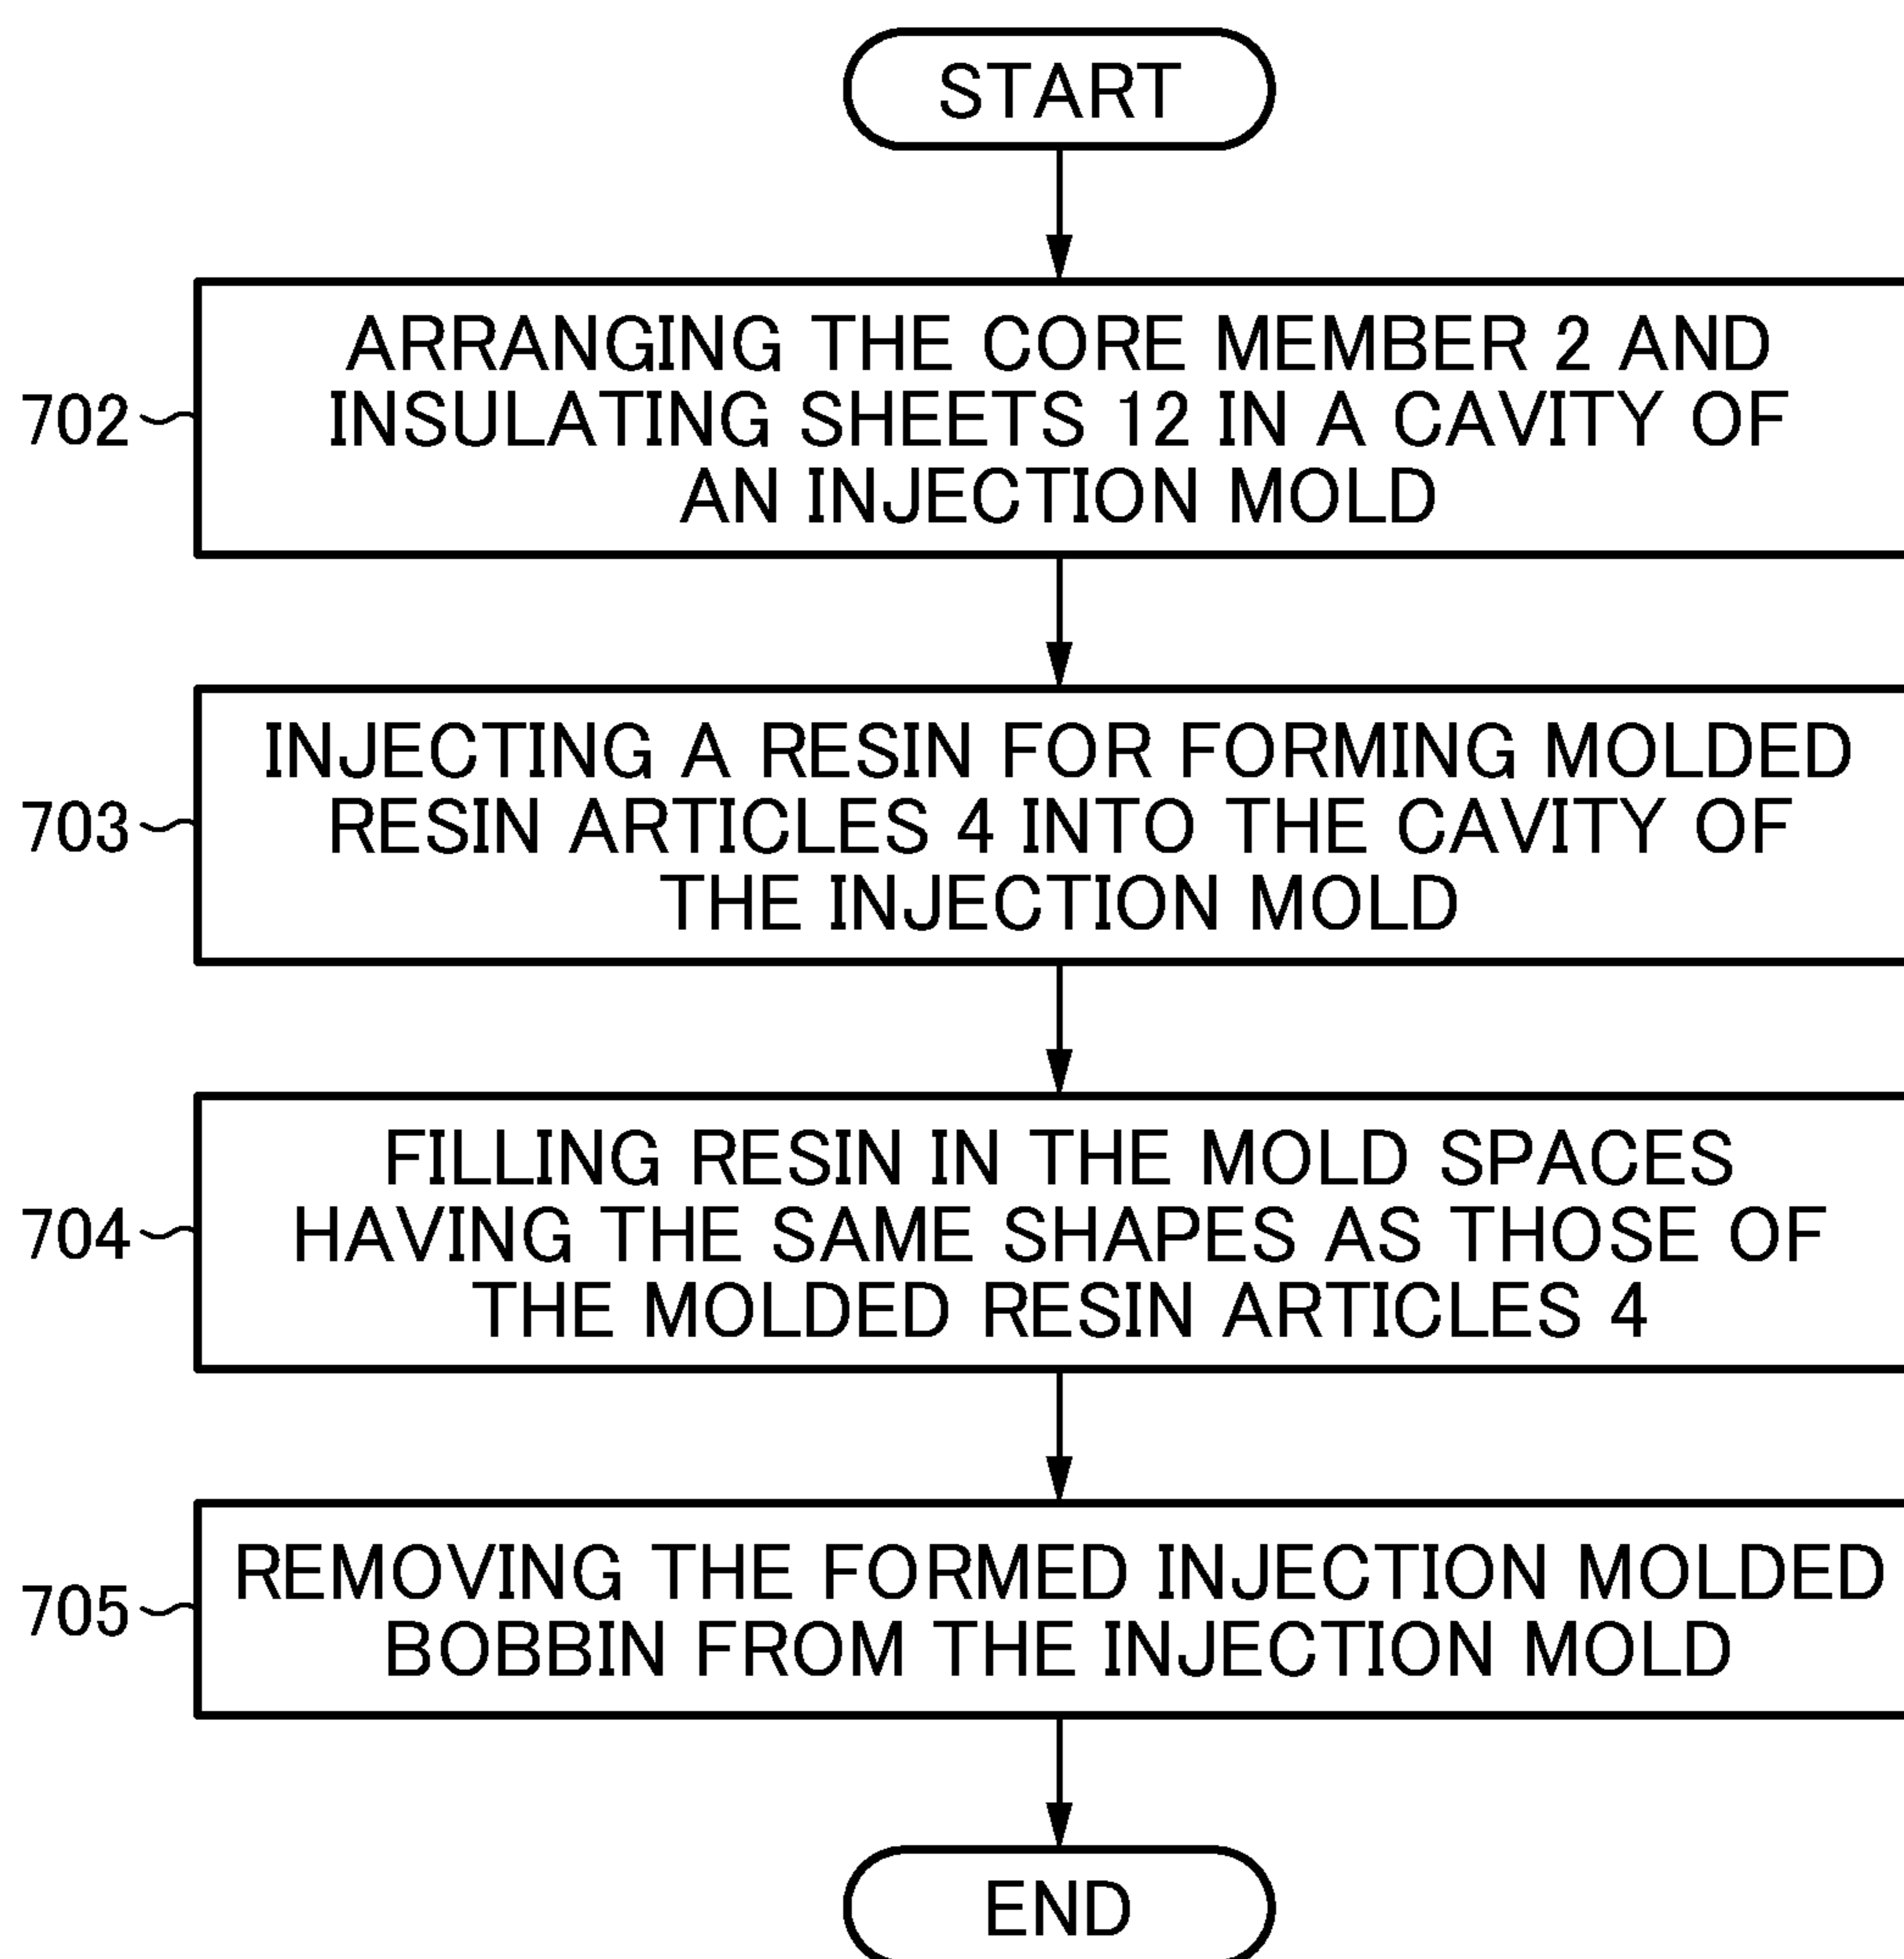 START
702
ARRANGING THE CORE MEMBER 2 AND
INSULATING SHEETS 12 IN A CAVITY OF
AN INJECTION MOLD
703
INJECTING A RESIN FOR FORMING MOLDED
RESIN ARTICLES 4 INTO THE CAVITY OF
THE INJECTION MOLD
704
FILLING RESIN IN THE MOLD SPACES
HAVING THE SAME SHAPES AS THOSE OF
THE MOLDED RESIN ARTICLES 4
705
REMOVING THE FORMED INJECTION MOLDED
BOBBIN FROM THE INJECTION MOLD
END